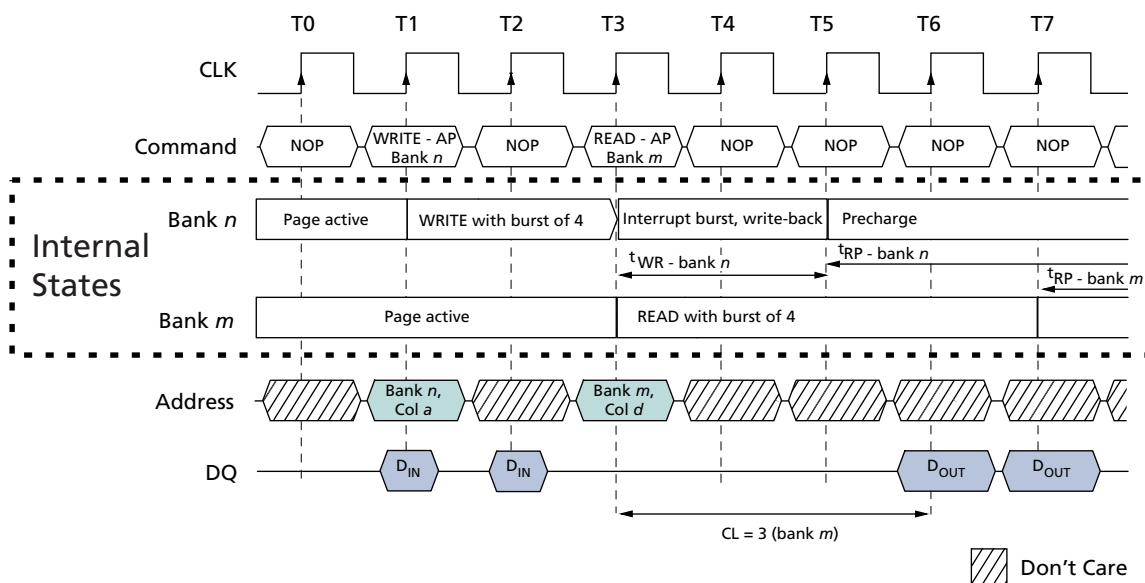 T0 T1 T2 T3 T4 T5 T6 T7
CLK
Command NOP WRITE - AP Bank n NOP READ - AP Bank m NOP NOP NOP NOP
Internal States
Bank n Page active WRITE with burst of 4 Interrupt burst, write-back Precharge
tWR - bank n tRP - bank n
tRP - bank m
Bank m Page active READ with burst of 4
Address Bank n, Col a Bank m, Col d
DQ DIN DIN DOUT DOUT
CL = 3 (bank m)
Don't Care